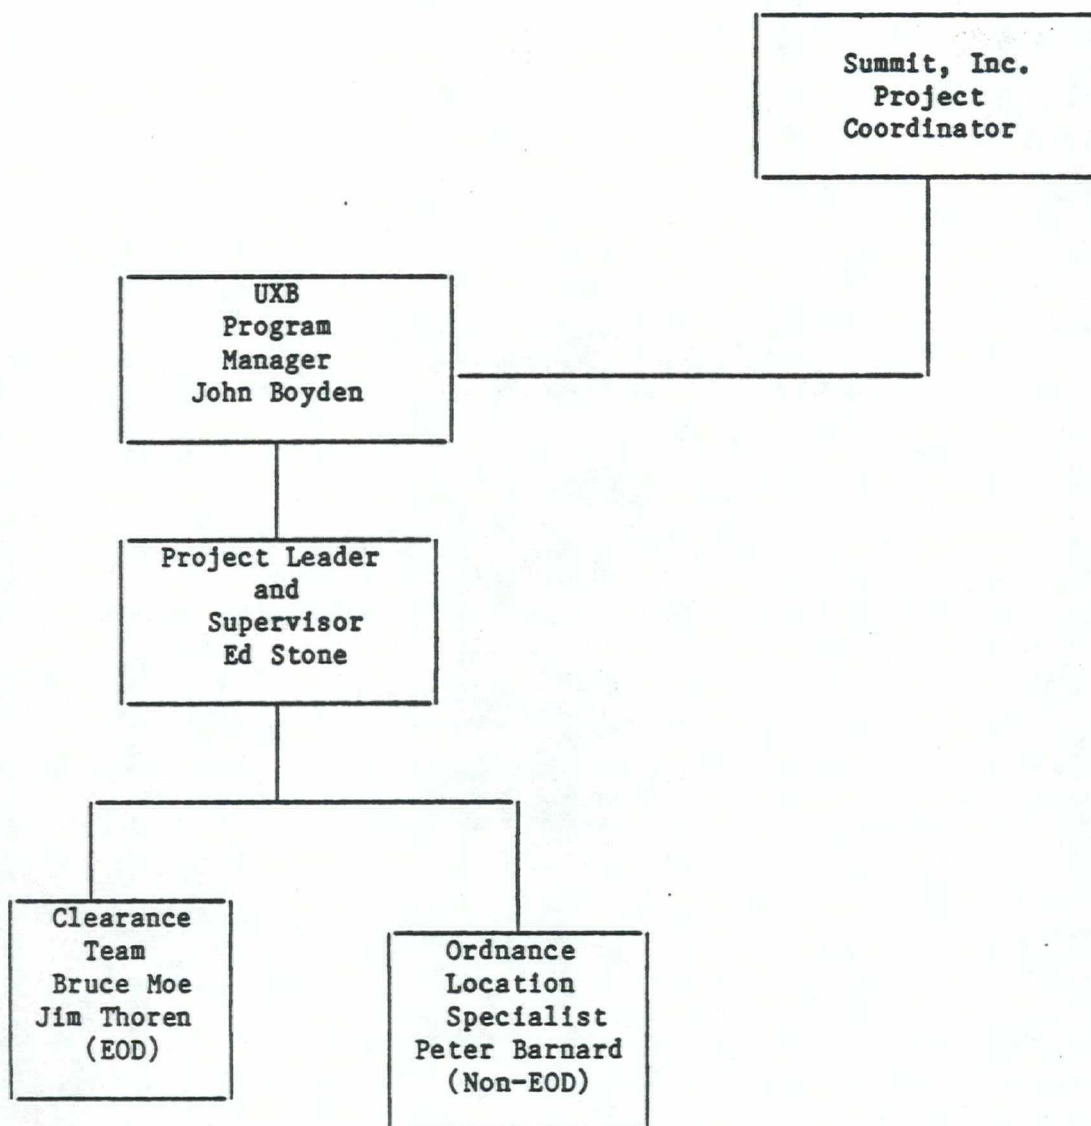 Summit, Inc.
Project
Coordinator
UXB
Program
Manager
John Boyden
Project Leader
and
Supervisor
Ed Stone
Clearance
Team
Bruce Moe
Jim Thoren
(EOD)
Ordnance
Location
Specialist
Peter Barnard
(Non-EOD)